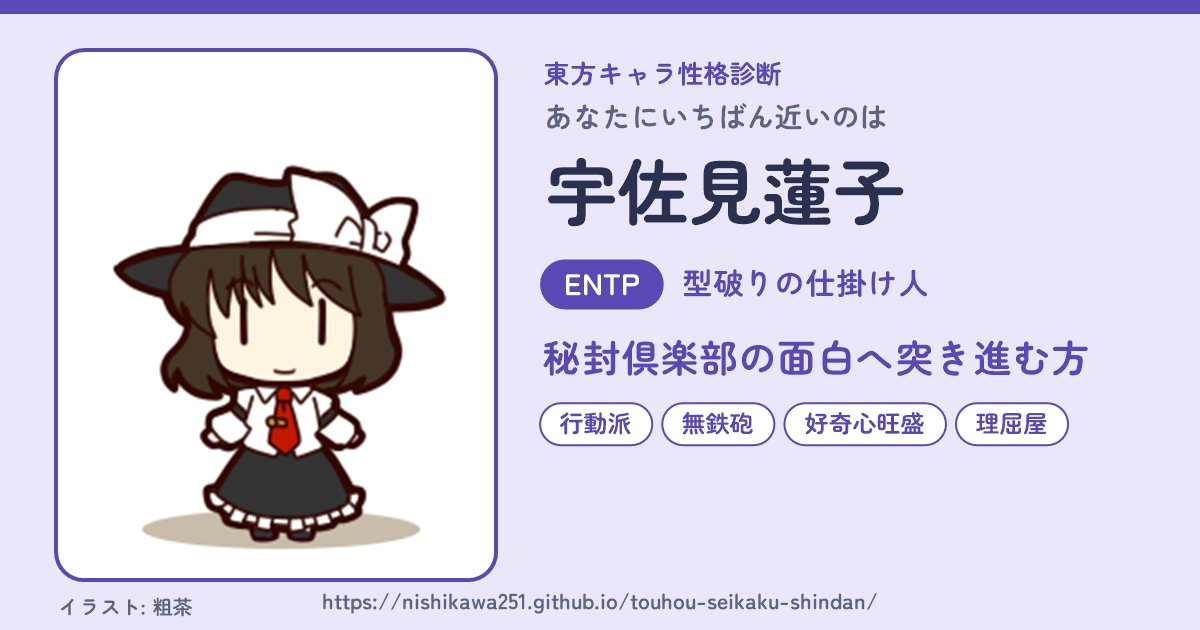 東方キャラ性格診断
あなたにいちばん近いのは
宇佐見蓮子
ENTP 型破りの仕掛け人
秘封倶楽部の面白へ突き進む方
行動派 無鉄砲 好奇心旺盛 理屈屋
イラスト: 粗茶 https://nishikawa251.github.io/touhou-seikaku-shindan/